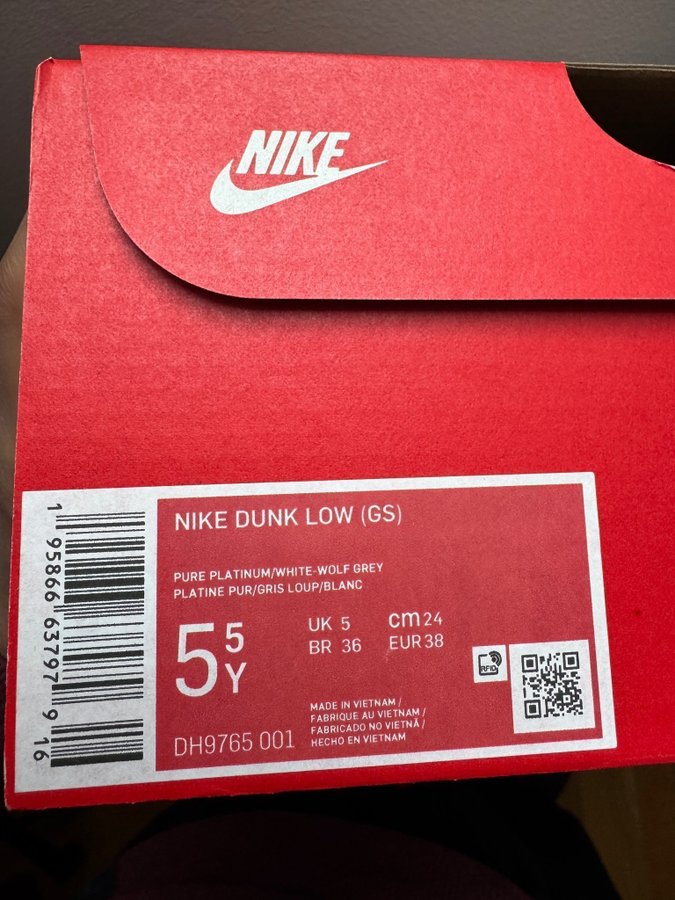 NIKE
NIKE DUNK LOW (GS)
PURE PLATINUM/WHITE-WOLF GREY
PLATINE PUR/GRIS LOUP/BLANC
5 5 Y
UK 5 cm 24
BR 36 EUR 38
RFID
DH9765 001
MADE IN VIETNAM /
FABRIQUE AU VIETNAM /
FABRICADO NO VIETNÃ /
HECHO EN VIETNAM
1 95866 63797 9 16